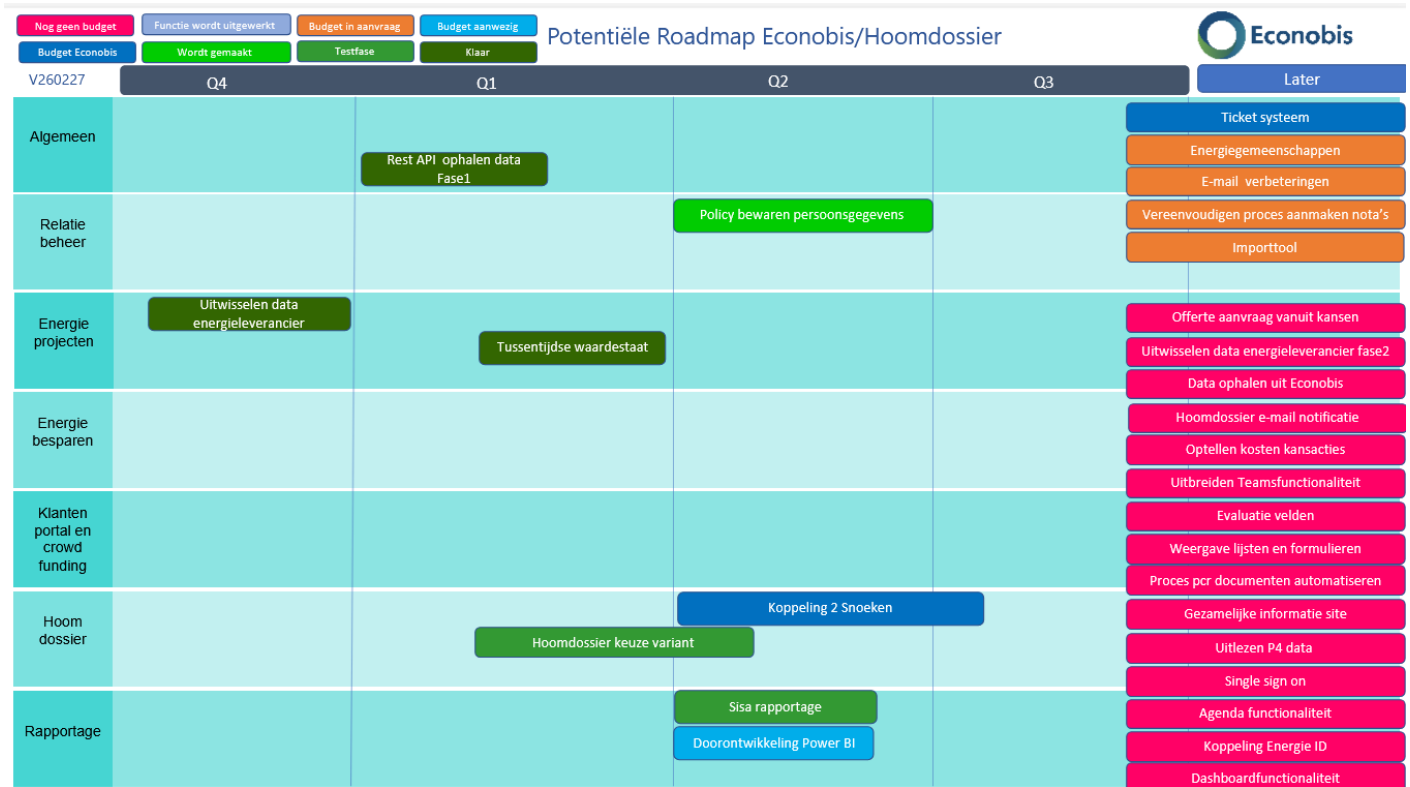 Nog geen budget
Functie wordt uitgewerkt
Budget in aanvraag
Budget aanwezig
Budget Econobis
Wordt gemaakt
Testfase
Klaar
Potentiële Roadmap Econobis/Hoomdossier
Econobis
V260227
Q4
Q1
Q2
Q3
Later
Algemeen
Rest API ophalen data
Fase1
Relatie
beheer
Policy bewaren persoonsgegevens
Energie
projecten
Uitwisselen data
energieleverancier
Tussentijdse waardestaat
Energie
besparen
Klanten
portal en
crowd
funding
Hoom
dossier
Koppeling 2 Snoeken
Hoomdossier keuze variant
Rapportage
Sisa rapportage
Doorontwikkeling Power BI
Ticket systeem
Energiegemeenschappen
E-mail verbeteringen
Vereenvoudigen proces aanmaken nota's
Importtool
Offerte aanvraag vanuit kansen
Uitwisselen data energieleverancier fase2
Data ophalen uit Econobis
Hoomdossier e-mail notificatie
Optellen kosten kansacties
Uitbreiden Teamsfunctionaliteit
Evaluatie velden
Weergave lijsten en formulieren
Proces pcr documenten automatiseren
Gezamelijke informatie site
Uitlezen P4 data
Single sign on
Agenda functionaliteit
Koppeling Energie ID
Dashboardfunctionaliteit